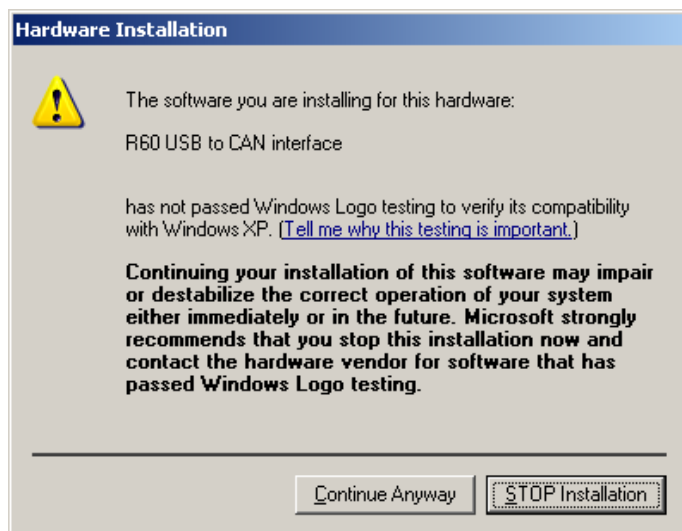 Hardware Installation
The software you are installing for this hardware:
R60 USB to CAN interface
has not passed Windows Logo testing to verify its compatibility
with Windows XP. (Tell me why this testing is important.)
Continuing your installation of this software may impair
or destabilize the correct operation of your system
either immediately or in the future. Microsoft strongly
recommends that you stop this installation now and
contact the hardware vendor for software that has
passed Windows Logo testing.
Continue Anyway STOP Installation